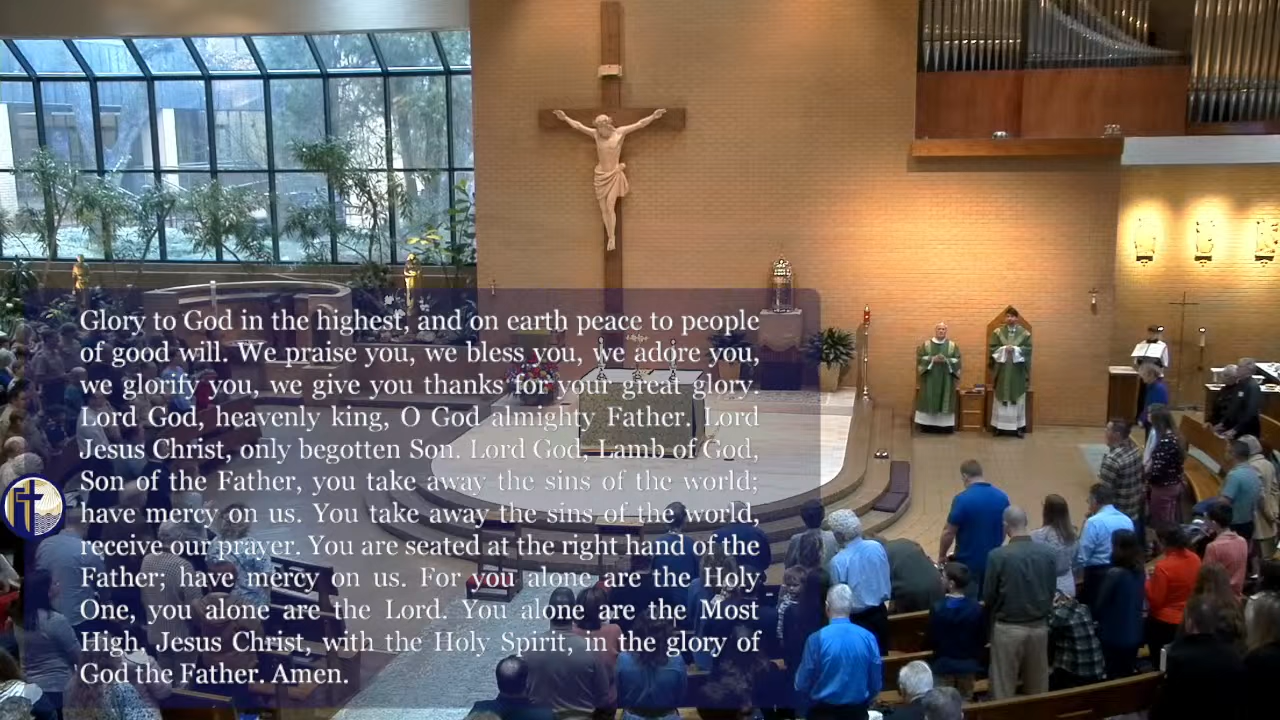 Glory to God in the highest, and on earth peace to people
of good will. We praise you, we bless you, we adore you,
we glorify you, we give you thanks for your great glory.
Lord God, heavenly king, O God almighty Father. Lord
Jesus Christ, only begotten Son. Lord God, Lamb of God,
Son of the Father, you take away the sins of the world;
have mercy on us. You take away the sins of the world,
receive our prayer. You are seated at the right hand of the
Father; have mercy on us. For you alone are the Holy
One, you alone are the Lord. You alone are the Most
High, Jesus Christ, with the Holy Spirit, in the glory of
God the Father. Amen.